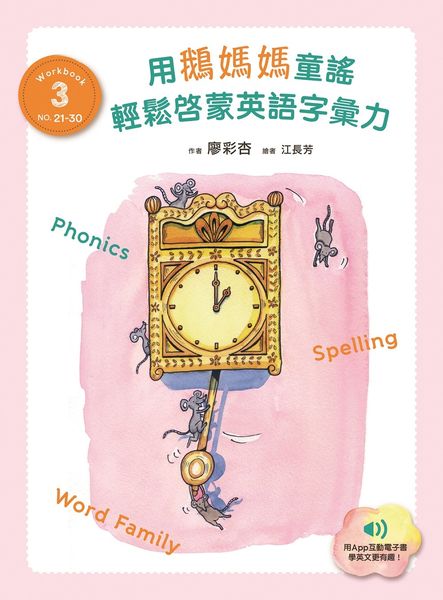 Workbook
3
NO. 21-30
用鵝媽媽童謠
輕鬆啓蒙英語字彙力
作者 廖彩杏 繪者 江長芳
Phonics
Spelling
Word Family
用App互動電子書
學英文更有趣！